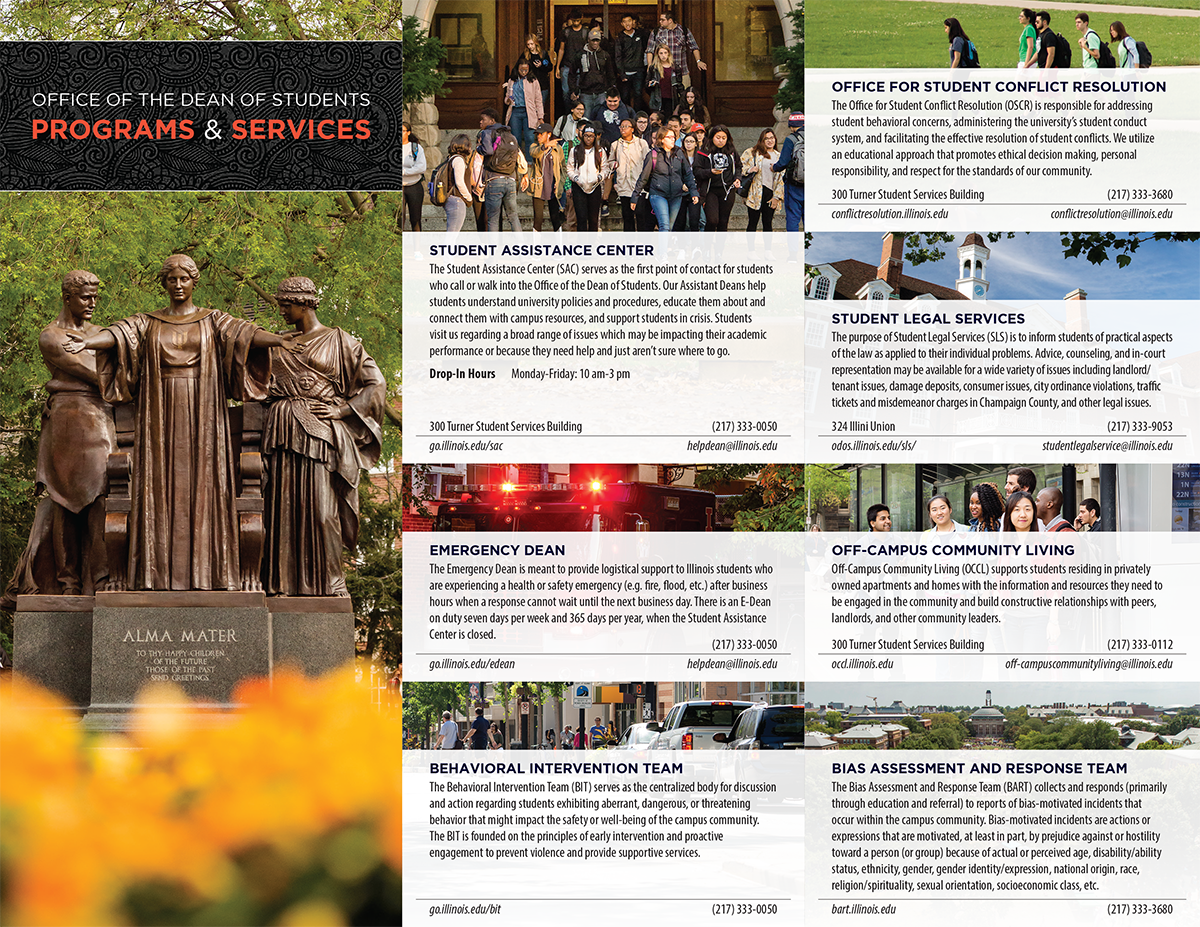 OFFICE OF THE DEAN OF STUDENTS
PROGRAMS & SERVICES
ALMA MATER
TO THY HAPPY CHILDREN
OF THE FUTURE
THOSE OF THE PAST
SEND GREETINGS
STUDENT ASSISTANCE CENTER
The Student Assistance Center (SAC) serves as the first point of contact for students
who call or walk into the Office of the Dean of Students. Our Assistant Deans help
students understand university policies and procedures, educate them about and
connect them with campus resources, and support students in crisis. Students
visit us regarding a broad range of issues which may be impacting their academic
performance or because they need help and just aren't sure where to go.
Drop-In Hours Monday-Friday: 10 am-3 pm
300 Turner Student Services Building (217) 333-0050
go.illinois.edu/sac helpdean@illinois.edu
EMERGENCY DEAN
The Emergency Dean is meant to provide logistical support to Illinois students who
are experiencing a health or safety emergency (e.g. fire, flood, etc.) after business
hours when a response cannot wait until the next business day. There is an E-Dean
on duty seven days per week and 365 days per year, when the Student Assistance
Center is closed.
(217) 333-0050
go.illinois.edu/edean helpdean@illinois.edu
BEHAVIORAL INTERVENTION TEAM
The Behavioral Intervention Team (BIT) serves as the centralized body for discussion
and action regarding students exhibiting aberrant, dangerous, or threatening
behavior that might impact the safety or well-being of the campus community.
The BIT is founded on the principles of early intervention and proactive
engagement to prevent violence and provide supportive services.
go.illinois.edu/bit (217) 333-0050
OFFICE FOR STUDENT CONFLICT RESOLUTION
The Office for Student Conflict Resolution (OSCR) is responsible for addressing
student behavioral concerns, administering the university's student conduct
system, and facilitating the effective resolution of student conflicts. We utilize
an educational approach that promotes ethical decision making, personal
responsibility, and respect for the standards of our community.
300 Turner Student Services Building (217) 333-3680
conflictresolution.illinois.edu conflictresolution@illinois.edu
STUDENT LEGAL SERVICES
The purpose of Student Legal Services (SLS) is to inform students of practical aspects
of the law as applied to their individual problems. Advice, counseling, and in-court
representation may be available for a wide variety of issues including landlord/
tenant issues, damage deposits, consumer issues, city ordinance violations, traffic
tickets and misdemeanor charges in Champaign County, and other legal issues.
324 Illini Union (217) 333-9053
odos.illinois.edu/sls/ studentlegalservice@illinois.edu
22N
13N
1N
22N
OFF-CAMPUS COMMUNITY LIVING
Off-Campus Community Living (OCCL) supports students residing in privately
owned apartments and homes with the information and resources they need to
be engaged in the community and build constructive relationships with peers,
landlords, and other community leaders.
300 Turner Student Services Building (217) 333-0112
occl.illinois.edu off-campuscommunityliving@illinois.edu
BIAS ASSESSMENT AND RESPONSE TEAM
The Bias Assessment and Response Team (BART) collects and responds (primarily
through education and referral) to reports of bias-motivated incidents that
occur within the campus community. Bias-motivated incidents are actions or
expressions that are motivated, at least in part, by prejudice against or hostility
toward a person (or group) because of actual or perceived age, disability/ability
status, ethnicity, gender, gender identity/expression, national origin, race,
religion/spirituality, sexual orientation, socioeconomic class, etc.
bart.illinois.edu (217) 333-3680